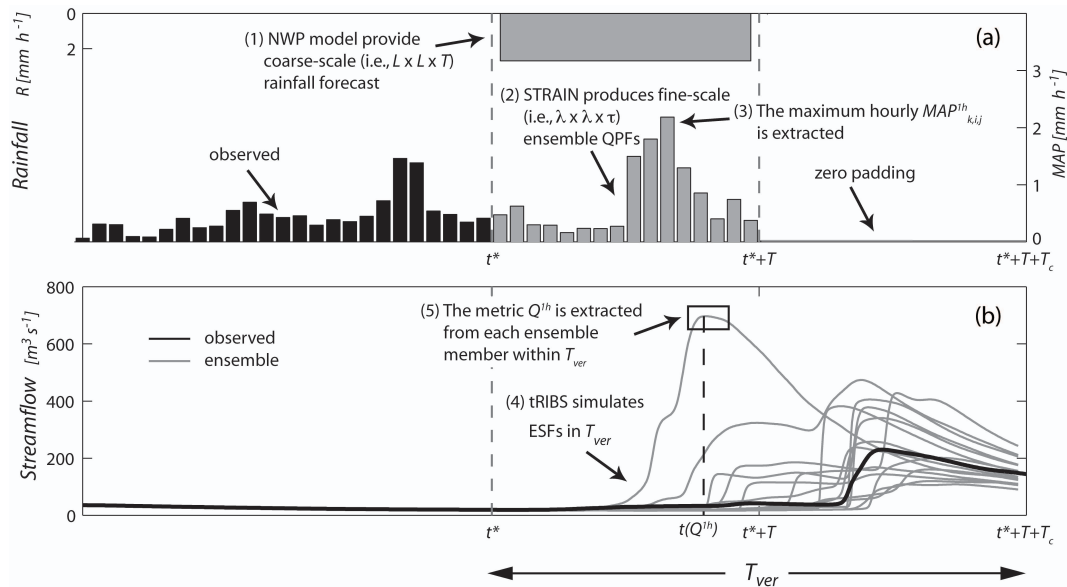 0
(1) NWP model provide
coarse-scale (i.e., L x L x T)
rainfall forecast
(a)
2
R [mm h⁻¹]
Rainfall
3
2
1
0
MAP [mm h⁻¹]
(2) STRAIN produces fine-scale
(i.e., λ x λ x τ)
ensemble QPFs
(3) The maximum hourly MAP¹ʰk,i,j
is extracted
observed
zero padding
t*
t*+T
t*+T+Tc
800
600
400
200
0
Streamflow [m³ s⁻¹]
(b)
observed
ensemble
(5) The metric Q¹ʰ is extracted
from each ensemble
member within Tver
(4) tRIBS simulates
ESFs in Tver
t*
t(Q¹ʰ)
t*+T
t*+T+Tc
Tver